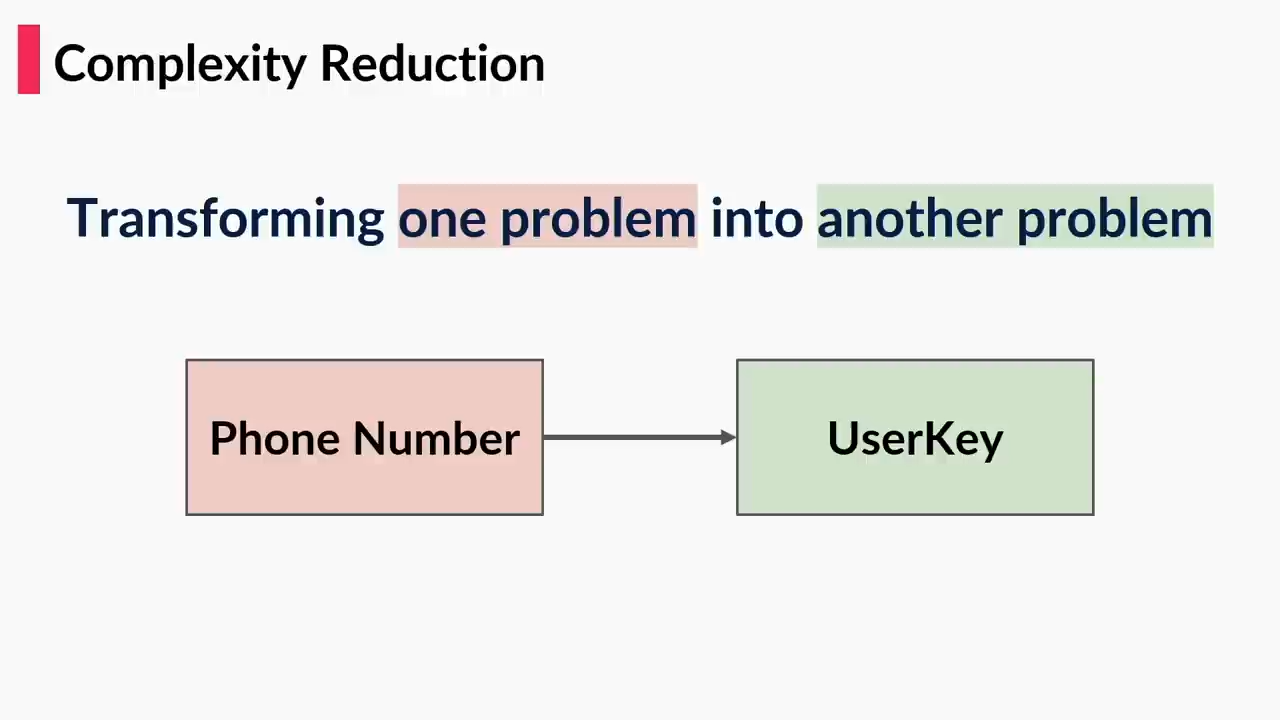 Complexity Reduction
Transforming one problem into another problem
Phone Number
UserKey